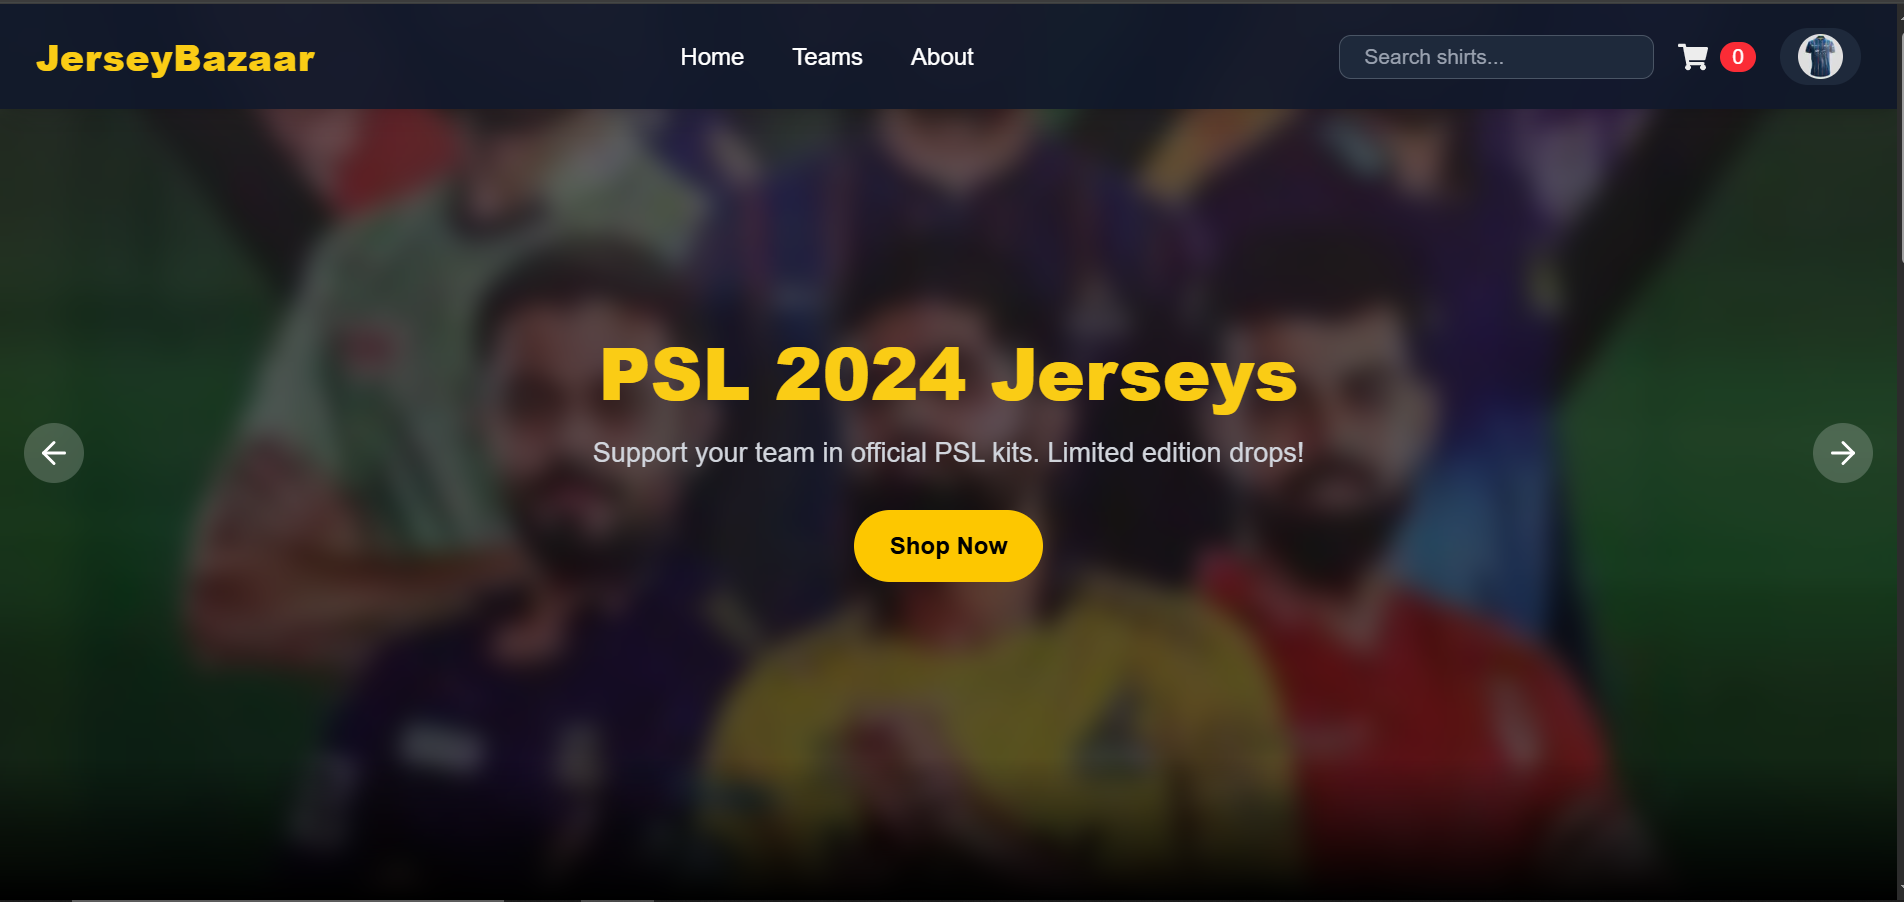 JerseyBazaar
Home Teams About
Search shirts...
0
PSL 2024 Jerseys
Support your team in official PSL kits. Limited edition drops!
Shop Now